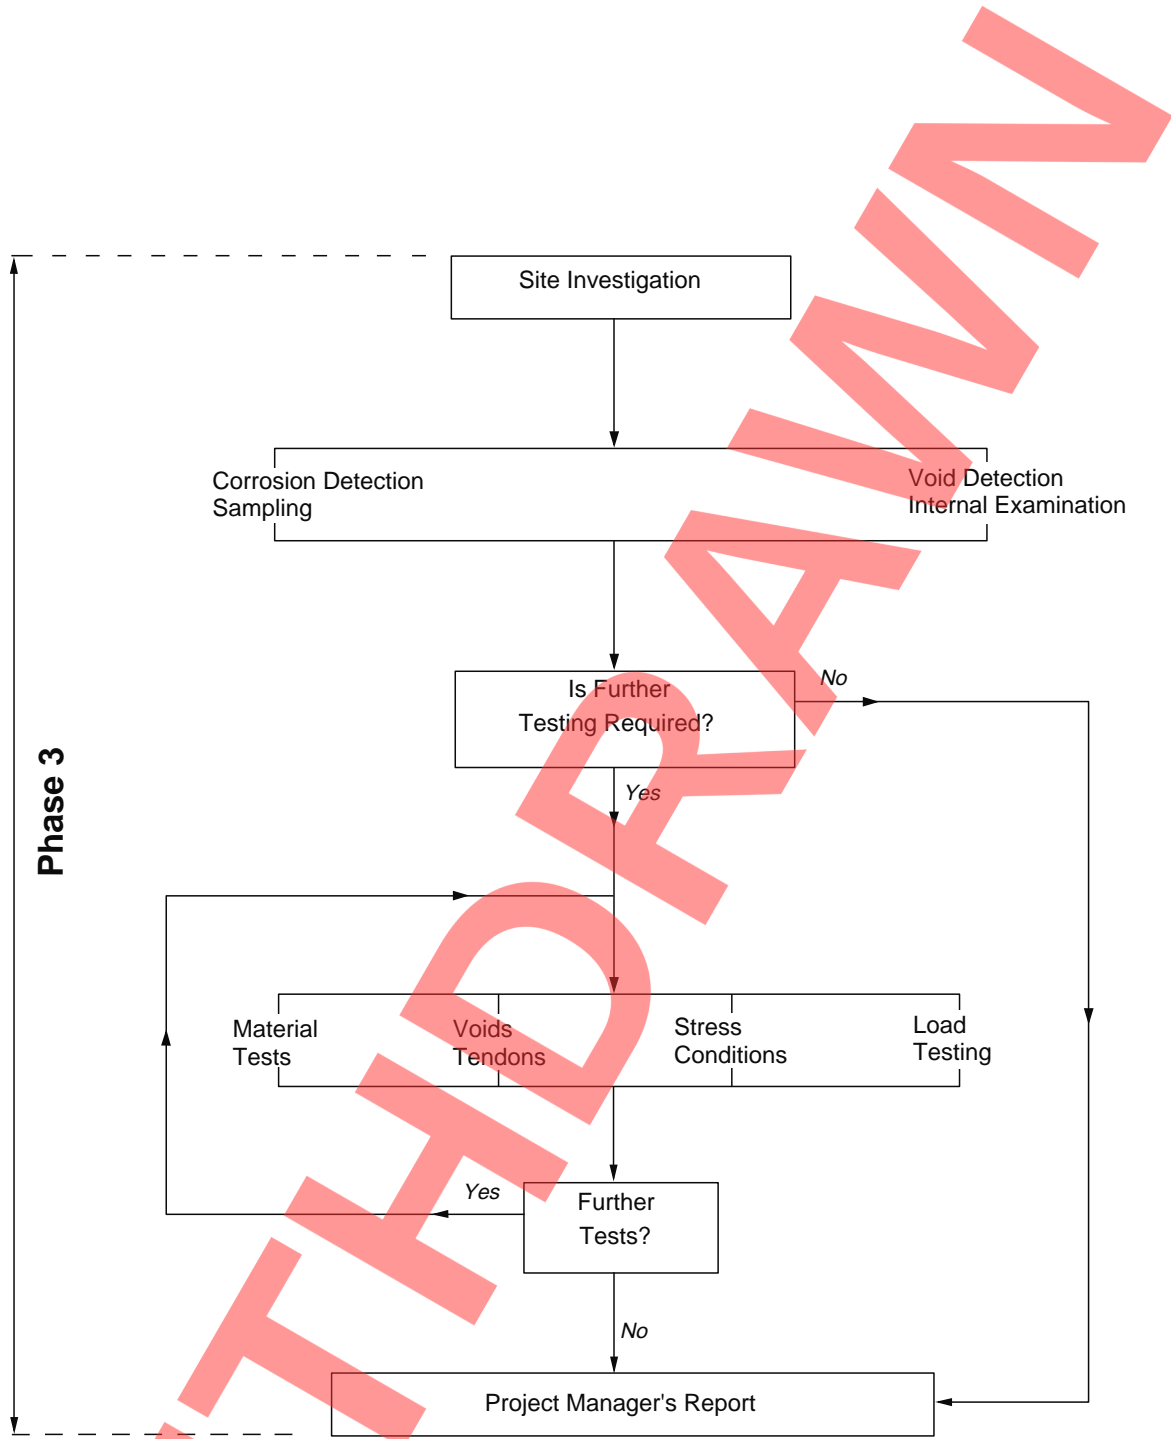 Site Investigation
Corrosion Detection
Sampling
Void Detection
Internal Examination
Is Further
Testing Required?
No
Yes
Phase 3
Material
Tests
Voids
Tendons
Stress
Conditions
Load
Testing
Yes
Further
Tests?
No
Project Manager's Report
THDRAWN